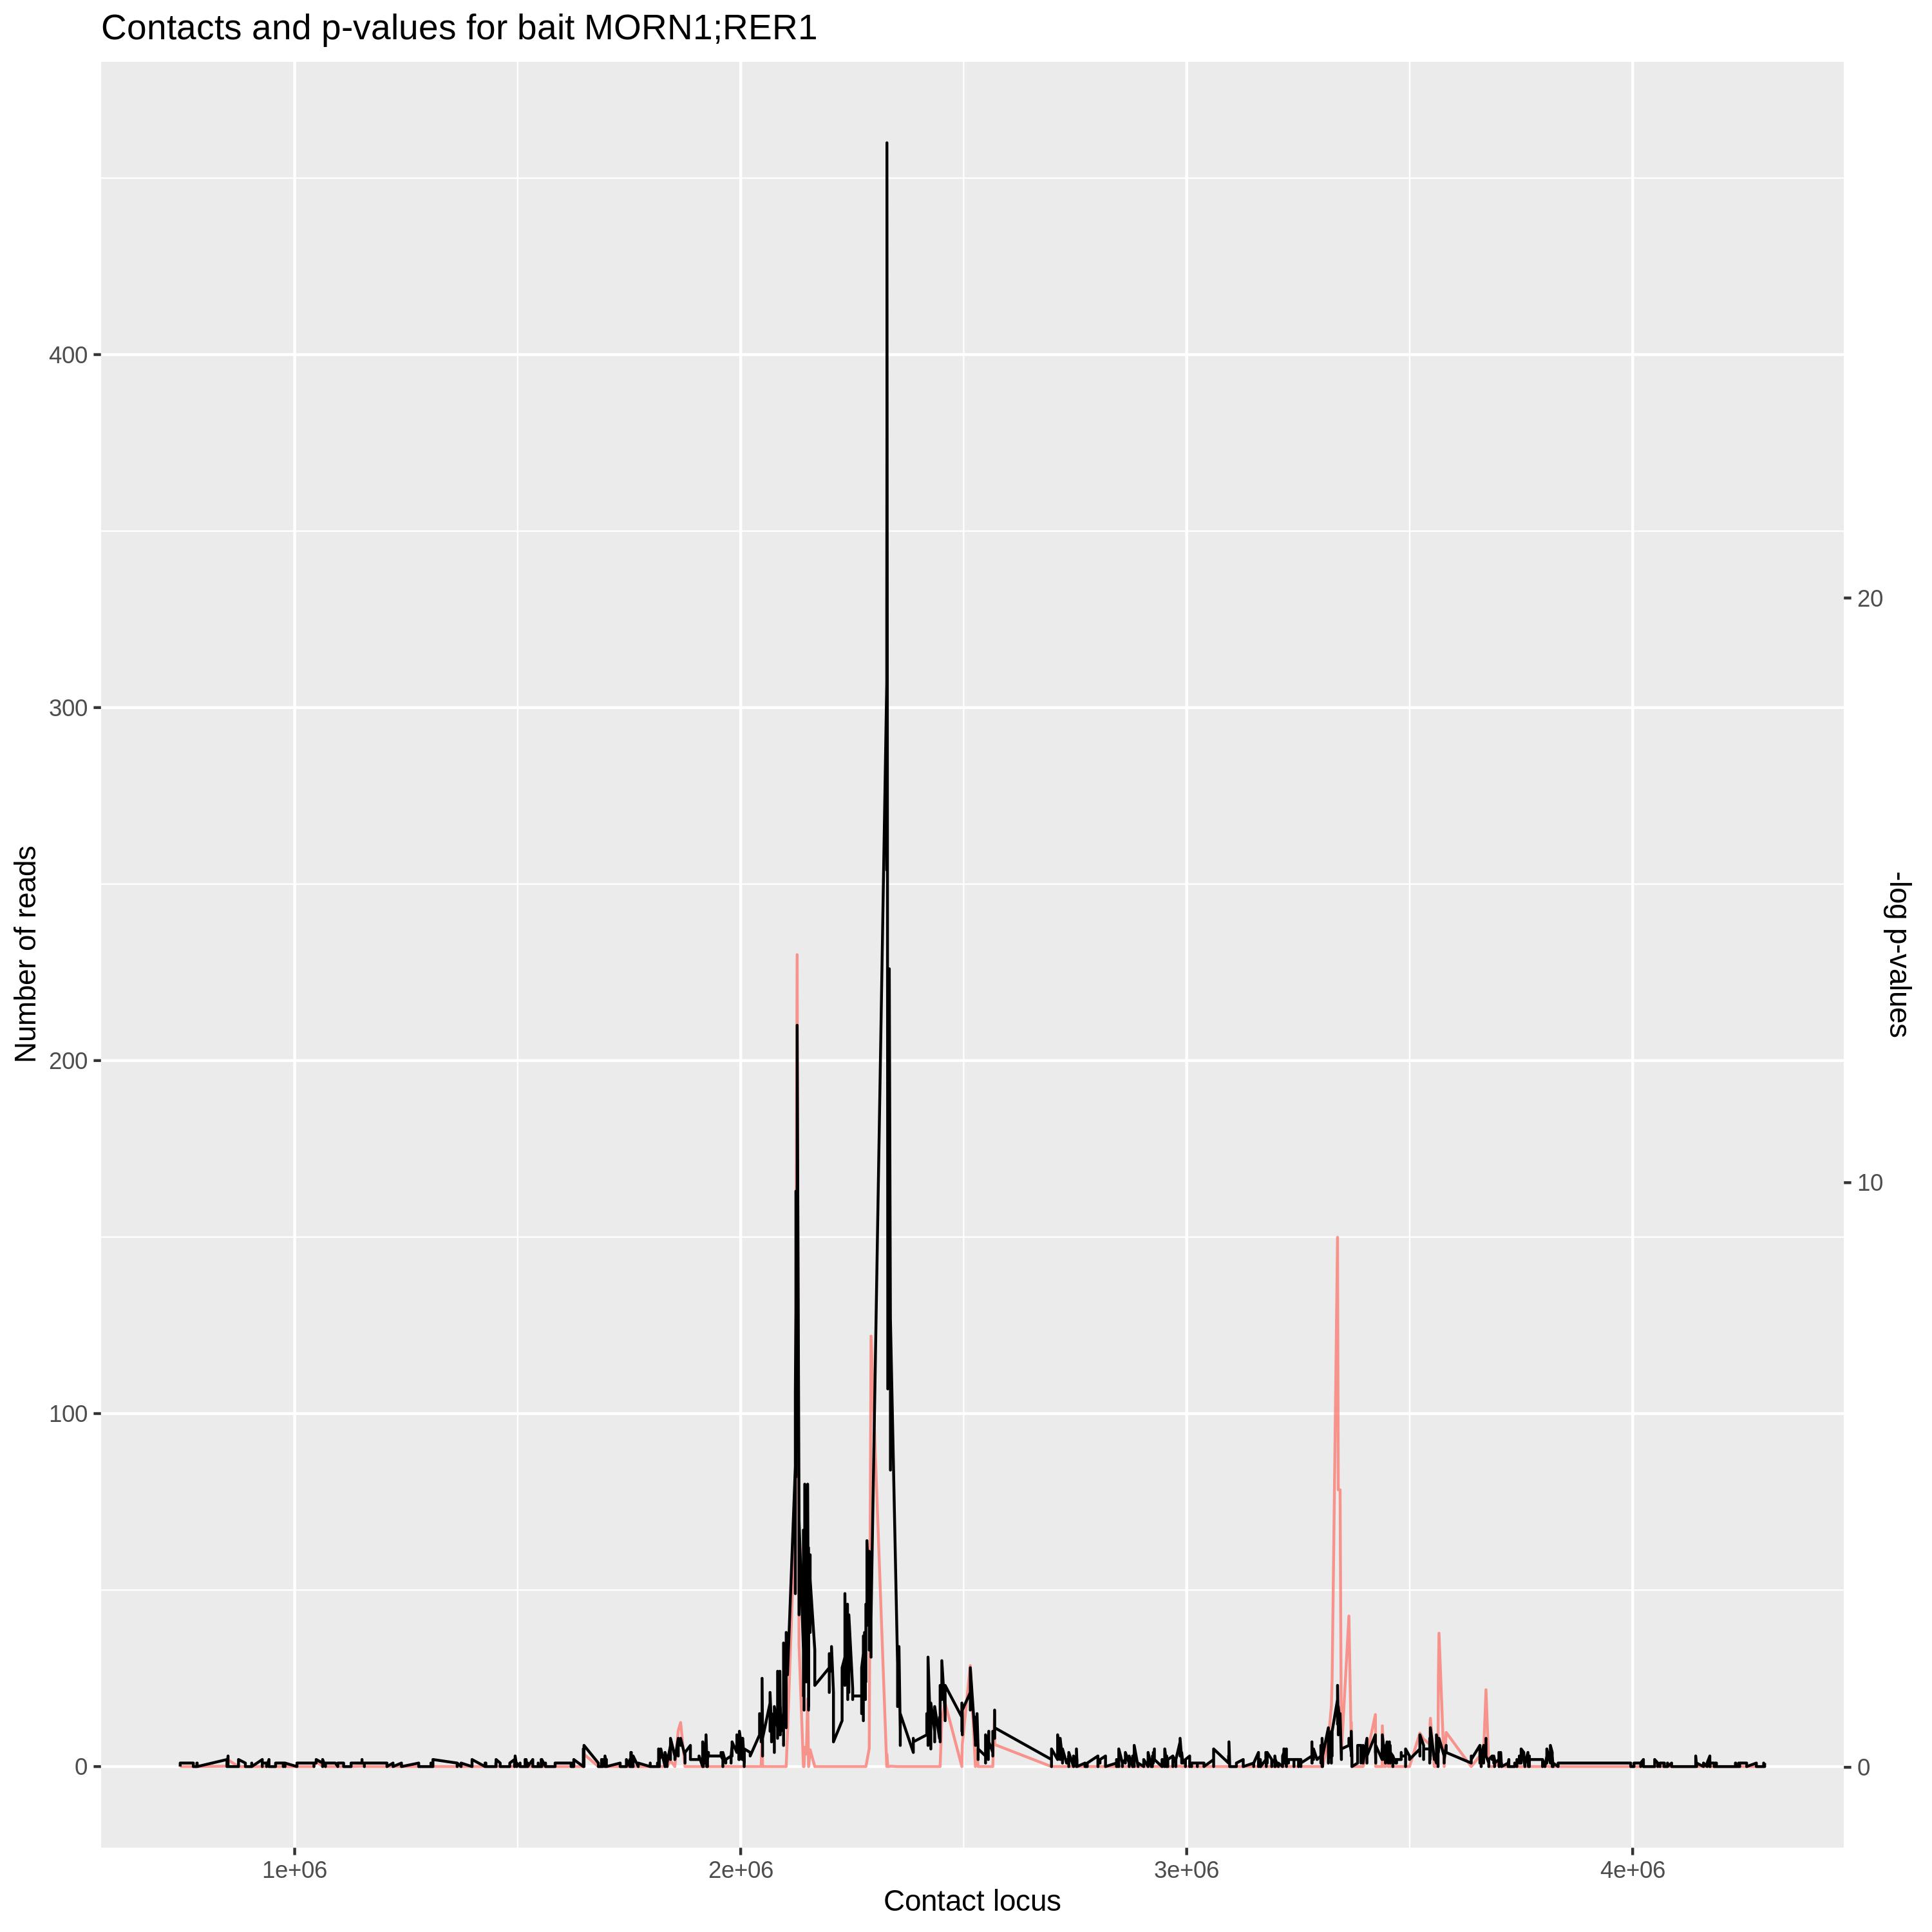 Contacts and p-values for bait MORN1;RER1
400
300
200
100
0
Number of reads
20
10
0
-log p-values
1e+06
2e+06
3e+06
4e+06
Contact locus